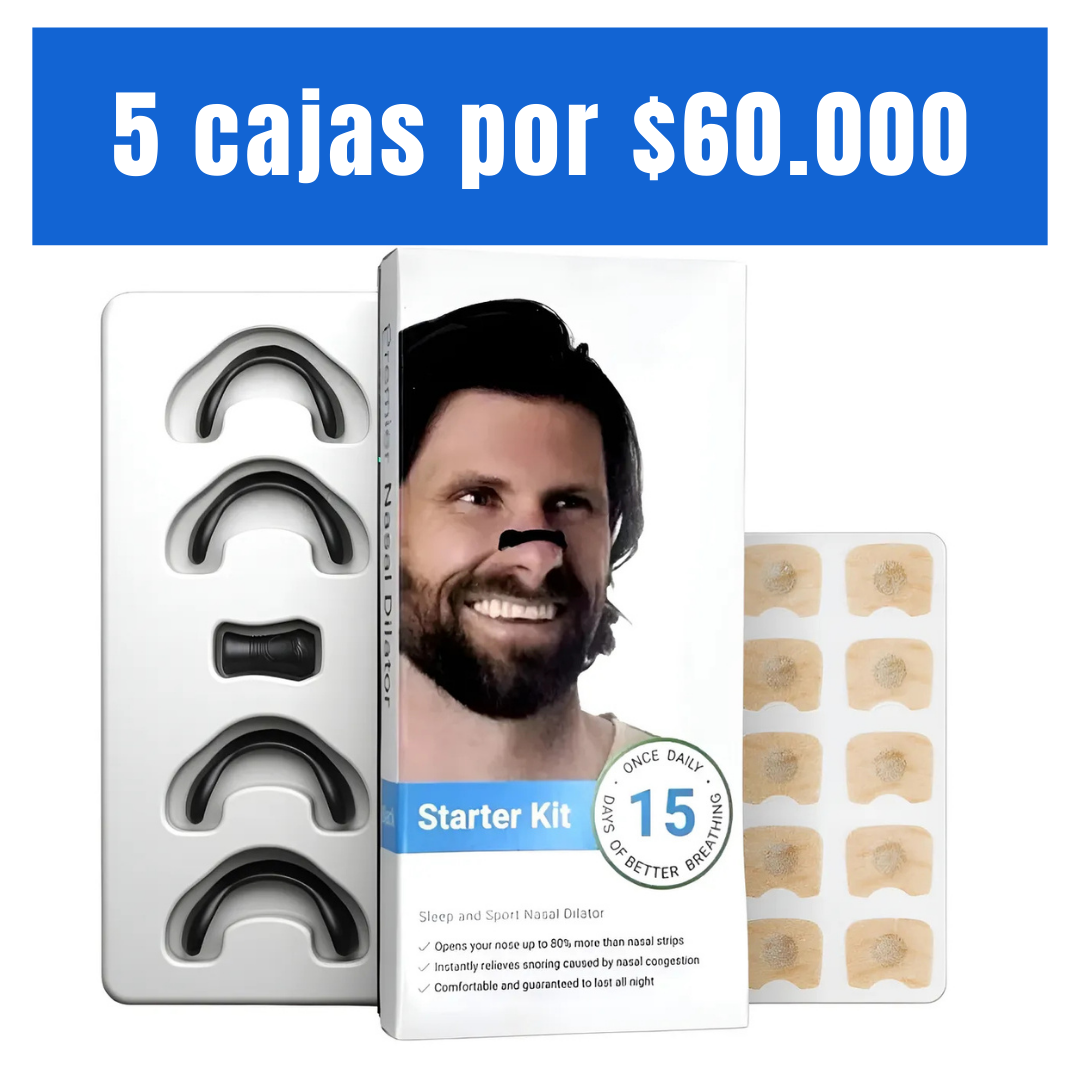 5 cajas por $60.000
Premier Nasal Dilator
Starter Kit
ONCE DAILY
15
DAYS OF BETTER BREATHING
Sleep and Sport Nasal Dilator
Opens your nose up to 80% more than nasal strips
Instantly relieves snoring caused by nasal congestion
Comfortable and guaranteed to last all night